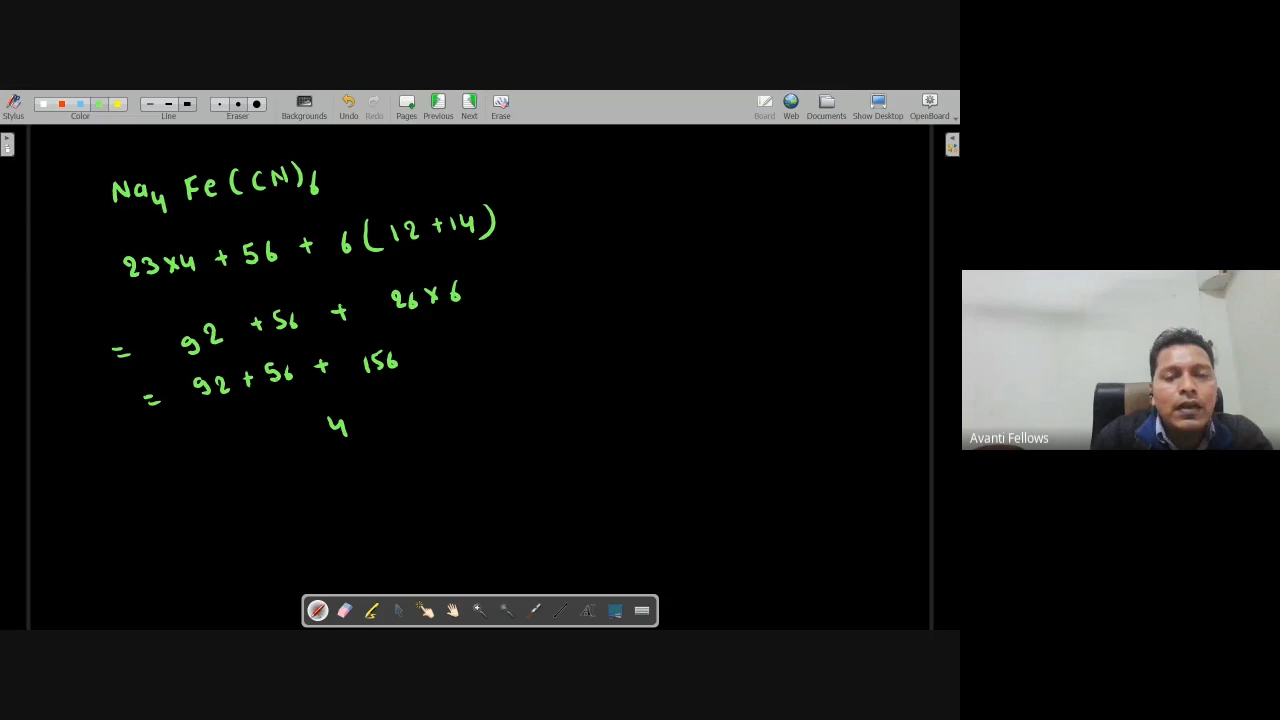 Stylus
Color
Line
Eraser
Backgrounds
Undo
Redo
Pages
Previous
Next
Erase
Board
Web
Documents
Show Desktop
OpenBoard
Na4 Fe(CN)6
23×4 + 56 + 6(12+14)
= 92 + 56 + 26×6
= 92 + 56 + 156
4
Avanti Fellows